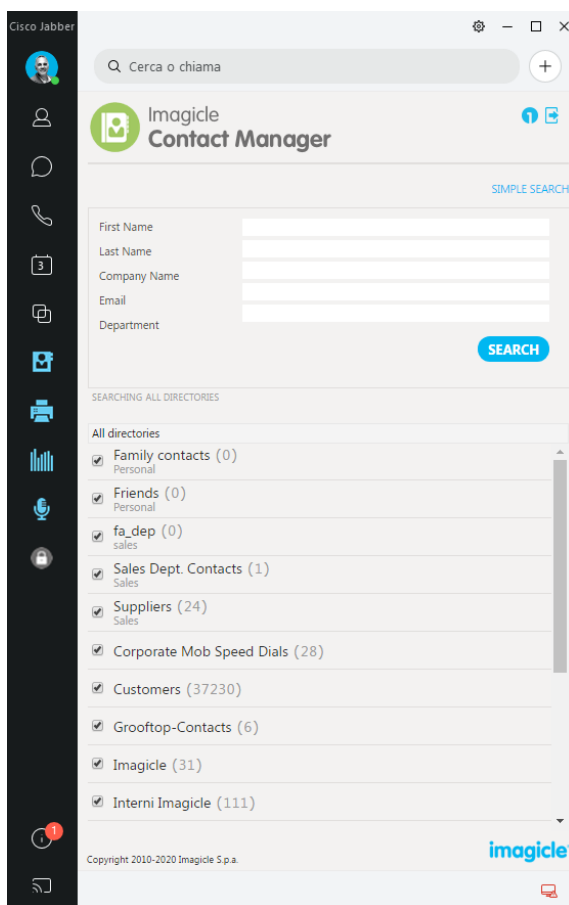 Cisco Jabber
Cerca o chiama
Imagicle
Contact Manager
1
SIMPLE SEARCH
First Name
Last Name
Company Name
Email
Department
SEARCH
3
SEARCHING ALL DIRECTORIES
All directories
Family contacts (0)
Personal
Friends (0)
Personal
fa_dep (0)
sales
Sales Dept. Contacts (1)
Sales
Suppliers (24)
Sales
Corporate Mob Speed Dials (28)
Customers (37230)
Grooftop-Contacts (6)
Imagicle (31)
Interni Imagicle (111)
1
Copyright 2010-2020 Imagicle S.p.a.
imagicle